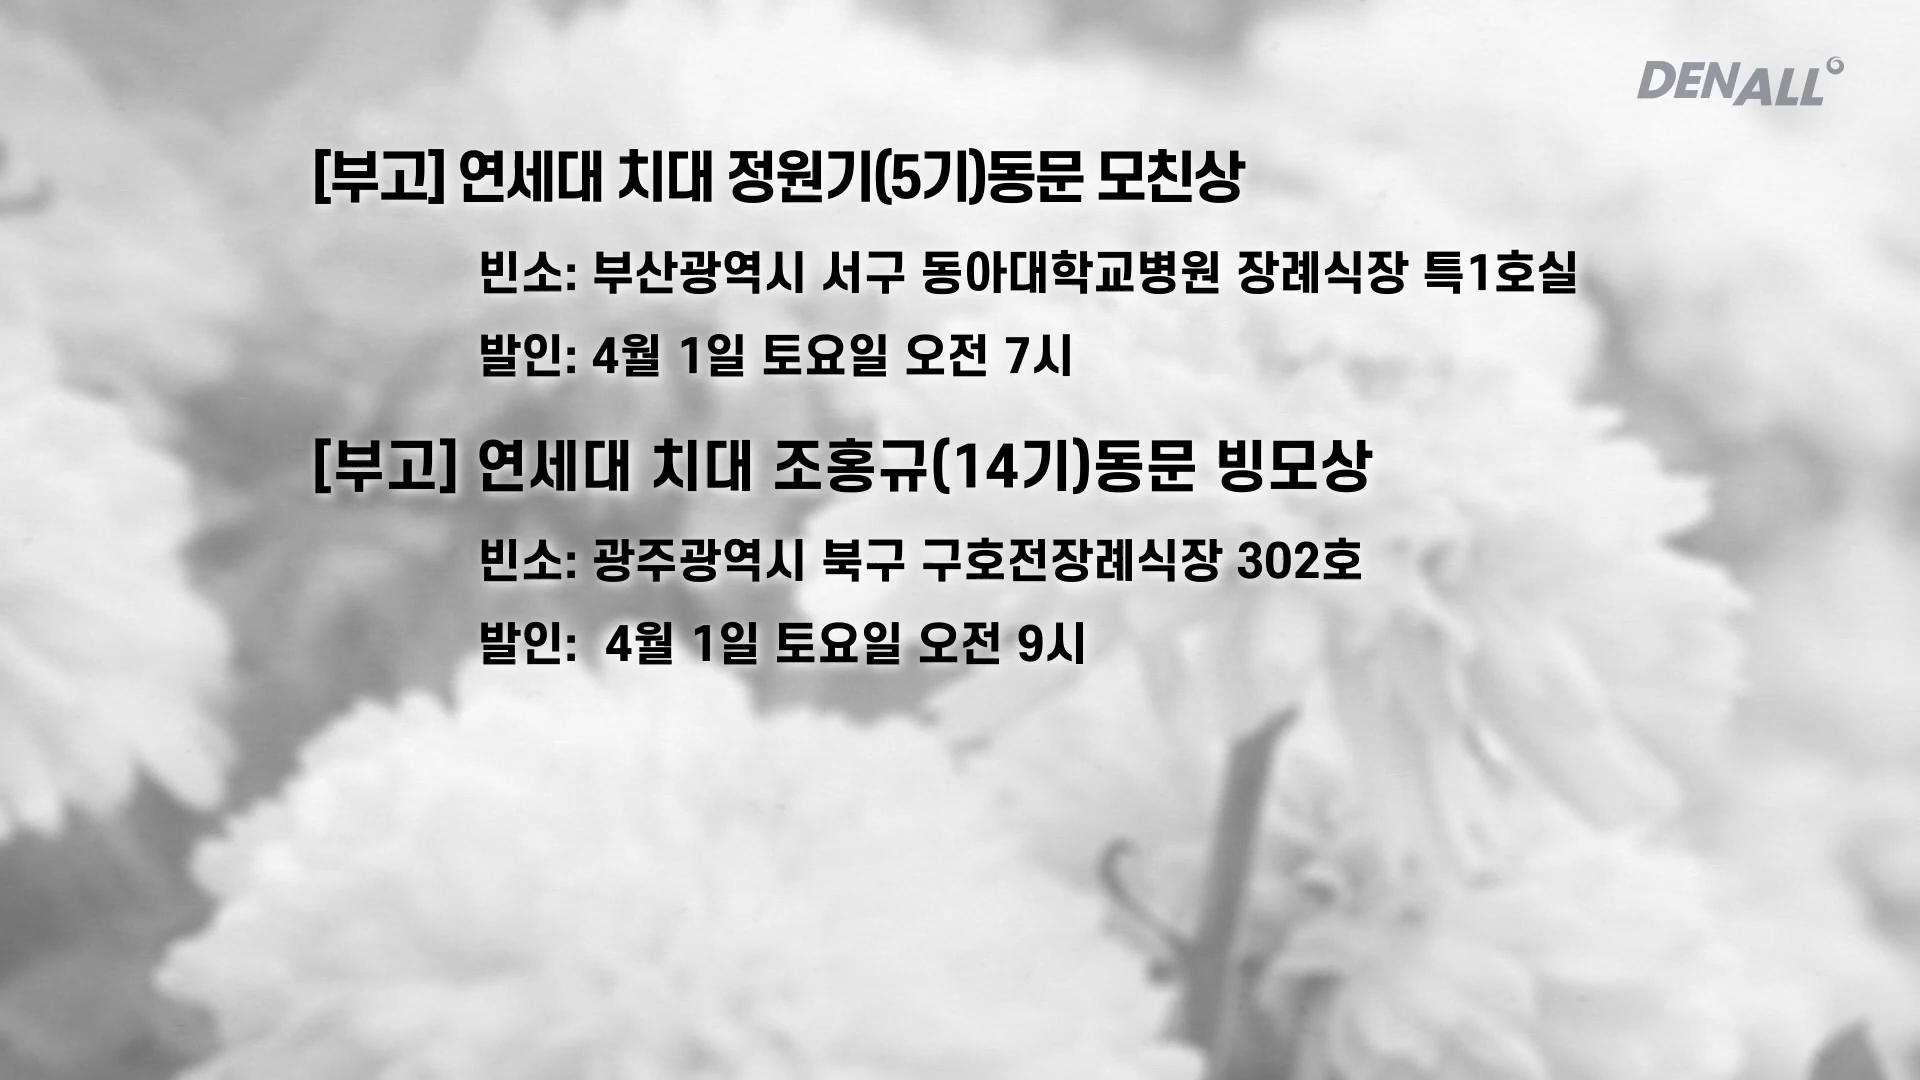 DENALL
[부고] 연세대 치대 정원기(5기)동문 모친상
빈소: 부산광역시 서구 동아대학교병원 장례식장 특1호실
발인: 4월 1일 토요일 오전 7시
[부고] 연세대 치대 조홍규(14기)동문 빙모상
빈소: 광주광역시 북구 구호전장례식장 302호
발인: 4월 1일 토요일 오전 9시